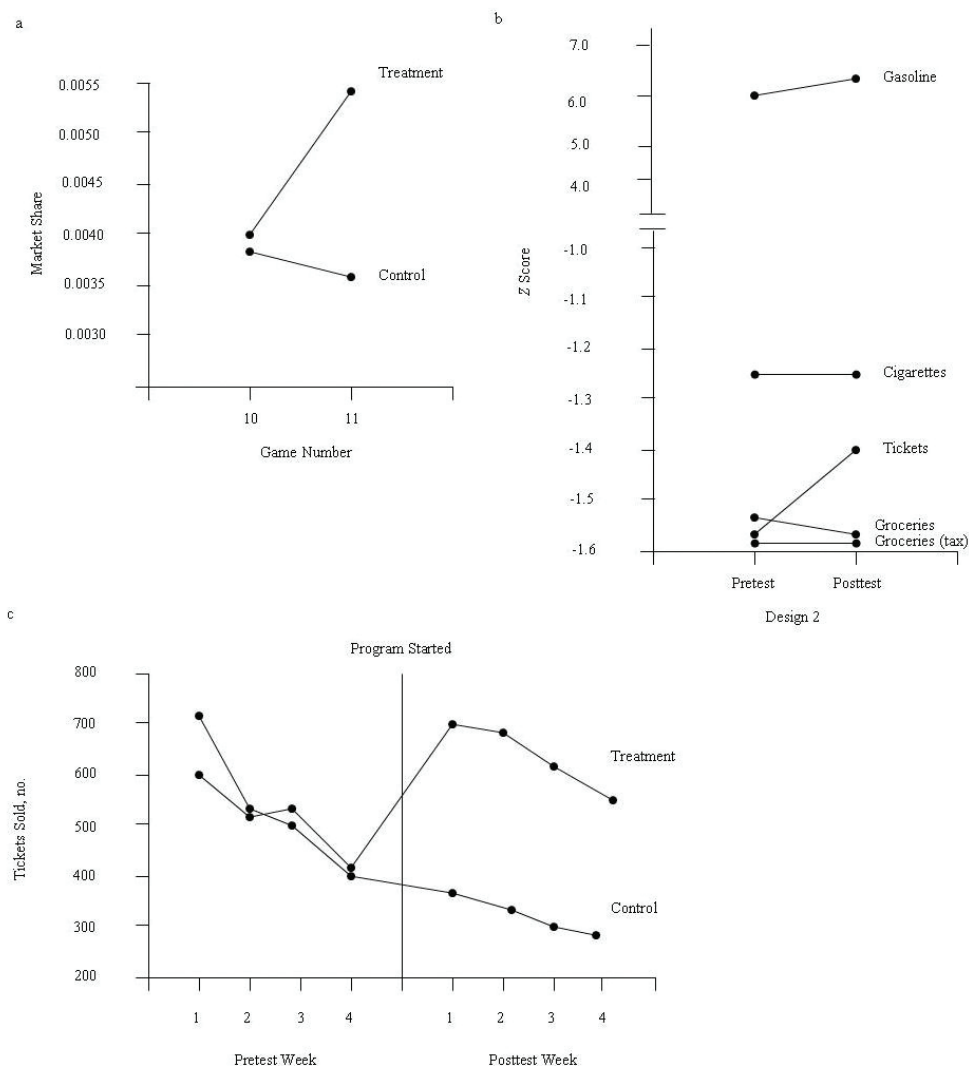 a
0.0055
0.0050
0.0045
0.0040
0.0035
0.0030
Market Share
Treatment
Control
10 11
Game Number
b
7.0
6.0
5.0
4.0
-1.0
-1.1
-1.2
-1.3
-1.4
-1.5
-1.6
Z Score
Gasoline
Cigarettes
Tickets
Groceries
Groceries (tax)
Pretest Posttest
Design 2
c
Program Started
800
700
600
500
400
300
200
Tickets Sold, no.
Treatment
Control
1 2 3 4 1 2 3 4
Pretest Week Posttest Week